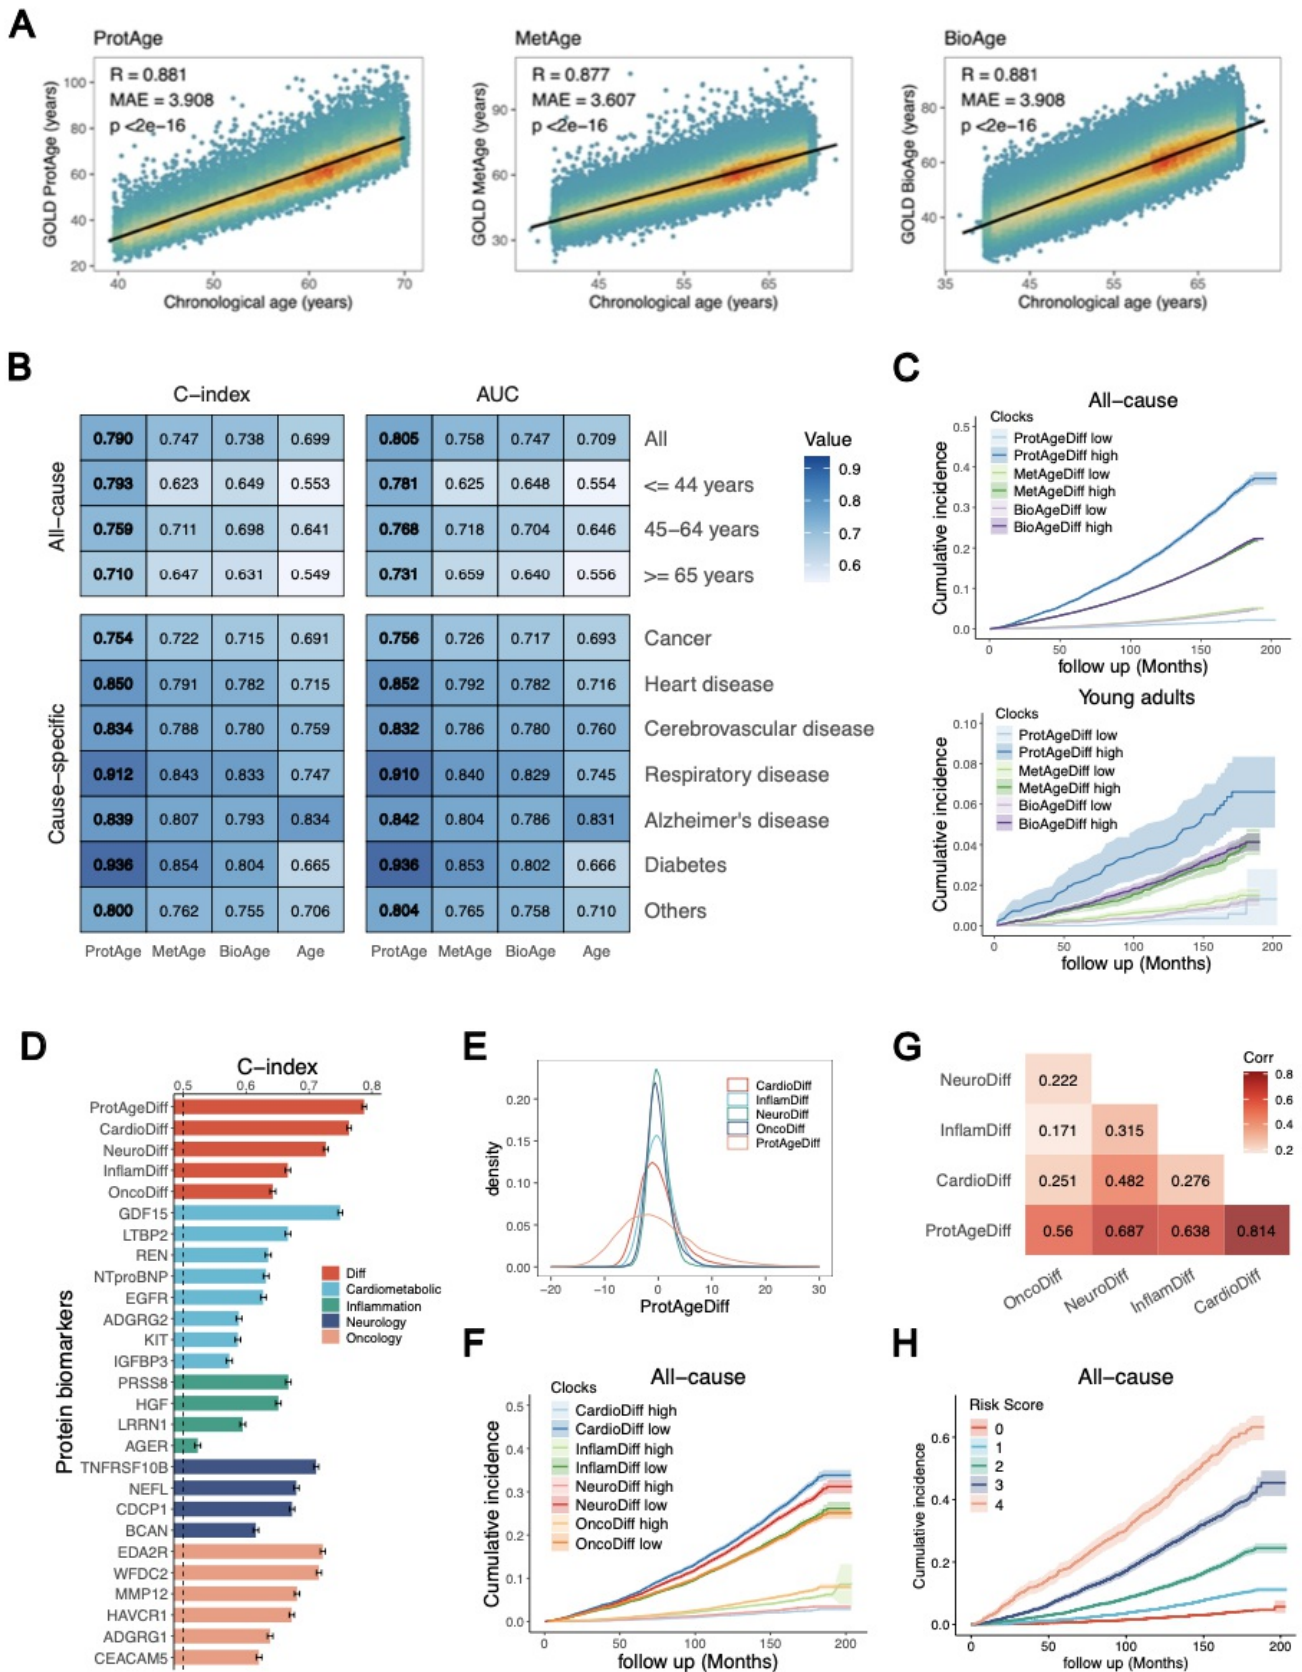 A
ProtAge
R = 0.881
MAE = 3.908
p <2e−16
GOLD ProtAge (years)
100
80
60
40
20
40 50 60 70
Chronological age (years)
MetAge
R = 0.877
MAE = 3.607
p <2e−16
GOLD MetAge (years)
90
60
30
45 55 65
Chronological age (years)
BioAge
R = 0.881
MAE = 3.908
p <2e−16
GOLD BioAge (years)
80
60
40
35 45 55 65
Chronological age (years)
B
C−index AUC
All−cause
0.790 0.747 0.738 0.699 0.805 0.758 0.747 0.709 All
0.793 0.623 0.649 0.553 0.781 0.625 0.648 0.554 <= 44 years
0.759 0.711 0.698 0.641 0.768 0.718 0.704 0.646 45−64 years
0.710 0.647 0.631 0.549 0.731 0.659 0.640 0.556 >= 65 years
Cause−specific
0.754 0.722 0.715 0.691 0.756 0.726 0.717 0.693 Cancer
0.850 0.791 0.782 0.715 0.852 0.792 0.782 0.716 Heart disease
0.834 0.788 0.780 0.759 0.832 0.786 0.780 0.760 Cerebrovascular disease
0.912 0.843 0.833 0.747 0.910 0.840 0.829 0.745 Respiratory disease
0.839 0.807 0.793 0.834 0.842 0.804 0.786 0.831 Alzheimer's disease
0.936 0.854 0.804 0.665 0.936 0.853 0.802 0.666 Diabetes
0.800 0.762 0.755 0.706 0.804 0.765 0.758 0.710 Others
ProtAge MetAge BioAge Age ProtAge MetAge BioAge Age
Value
0.9
0.8
0.7
0.6
C
All−cause
Clocks
ProtAgeDiff low
ProtAgeDiff high
MetAgeDiff low
MetAgeDiff high
BioAgeDiff low
BioAgeDiff high
Cumulative incidence
0.5
0.4
0.3
0.2
0.1
0.0
0 50 100 150 200
follow up (Months)
Young adults
Clocks
ProtAgeDiff low
ProtAgeDiff high
MetAgeDiff low
MetAgeDiff high
BioAgeDiff low
BioAgeDiff high
Cumulative incidence
0.10
0.08
0.06
0.04
0.02
0.00
0 50 100 150 200
follow up (Months)
D
C−index
0.5 0.6 0.7 0.8
Protein biomarkers
ProtAgeDiff
CardioDiff
NeuroDiff
InflamDiff
OncoDiff
GDF15
LTBP2
REN
NTproBNP
EGFR
ADGRG2
KIT
IGFBP3
PRSS8
HGF
LRRN1
AGER
TNFRSF10B
NEFL
CDCP1
BCAN
EDA2R
WFDC2
MMP12
HAVCR1
ADGRG1
CEACAM5
Diff
Cardiometabolic
Inflammation
Neurology
Oncology
E
density
0.20
0.15
0.10
0.05
0.00
−20 −10 0 10 20 30
ProtAgeDiff
CardioDiff
InflamDiff
NeuroDiff
OncoDiff
ProtAgeDiff
F
All−cause
Clocks
CardioDiff high
CardioDiff low
InflamDiff high
InflamDiff low
NeuroDiff high
NeuroDiff low
OncoDiff high
OncoDiff low
Cumulative incidence
0.5
0.4
0.3
0.2
0.1
0.0
0 50 100 150 200
follow up (Months)
G
NeuroDiff 0.222
InflamDiff 0.171 0.315
CardioDiff 0.251 0.482 0.276
ProtAgeDiff 0.56 0.687 0.638 0.814
OncoDiff NeuroDiff InflamDiff CardioDiff
Corr
0.8
0.6
0.4
0.2
H
All−cause
Risk Score
0
1
2
3
4
Cumulative incidence
0.6
0.4
0.2
0.0
0 50 100 150 200
follow up (Months)